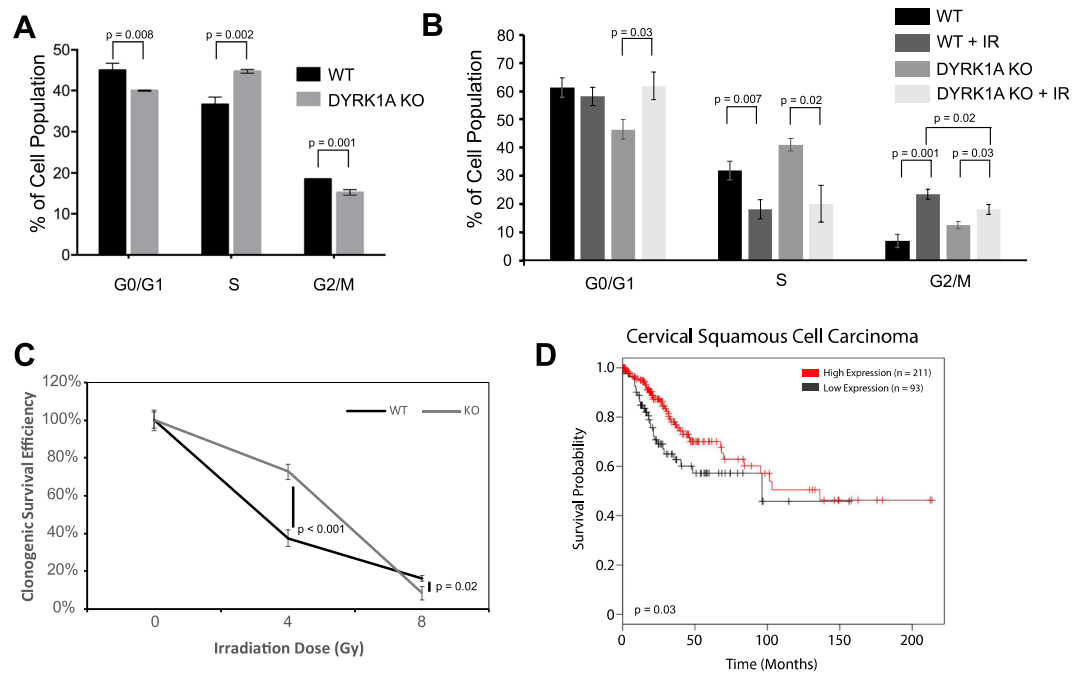 A
p = 0.008
p = 0.002
p = 0.001
WT
DYRK1A KO
% of Cell Population
50
40
30
20
10
0
G0/G1
S
G2/M
B
p = 0.03
p = 0.007
p = 0.02
p = 0.02
p = 0.001
p = 0.03
WT
WT + IR
DYRK1A KO
DYRK1A KO + IR
% of Cell Population
80
70
60
50
40
30
20
10
0
G0/G1
S
G2/M
C
120%
100%
80%
60%
40%
20%
0%
Clonogenic Survival Efficiency
WT
KO
p < 0.001
p = 0.02
0
4
8
Irradiation Dose (Gy)
D
Cervical Squamous Cell Carcinoma
High Expression (n = 211)
Low Expression (n = 93)
Survival Probability
1.0
0.8
0.6
0.4
0.2
0
p = 0.03
0
50
100
150
200
Time (Months)